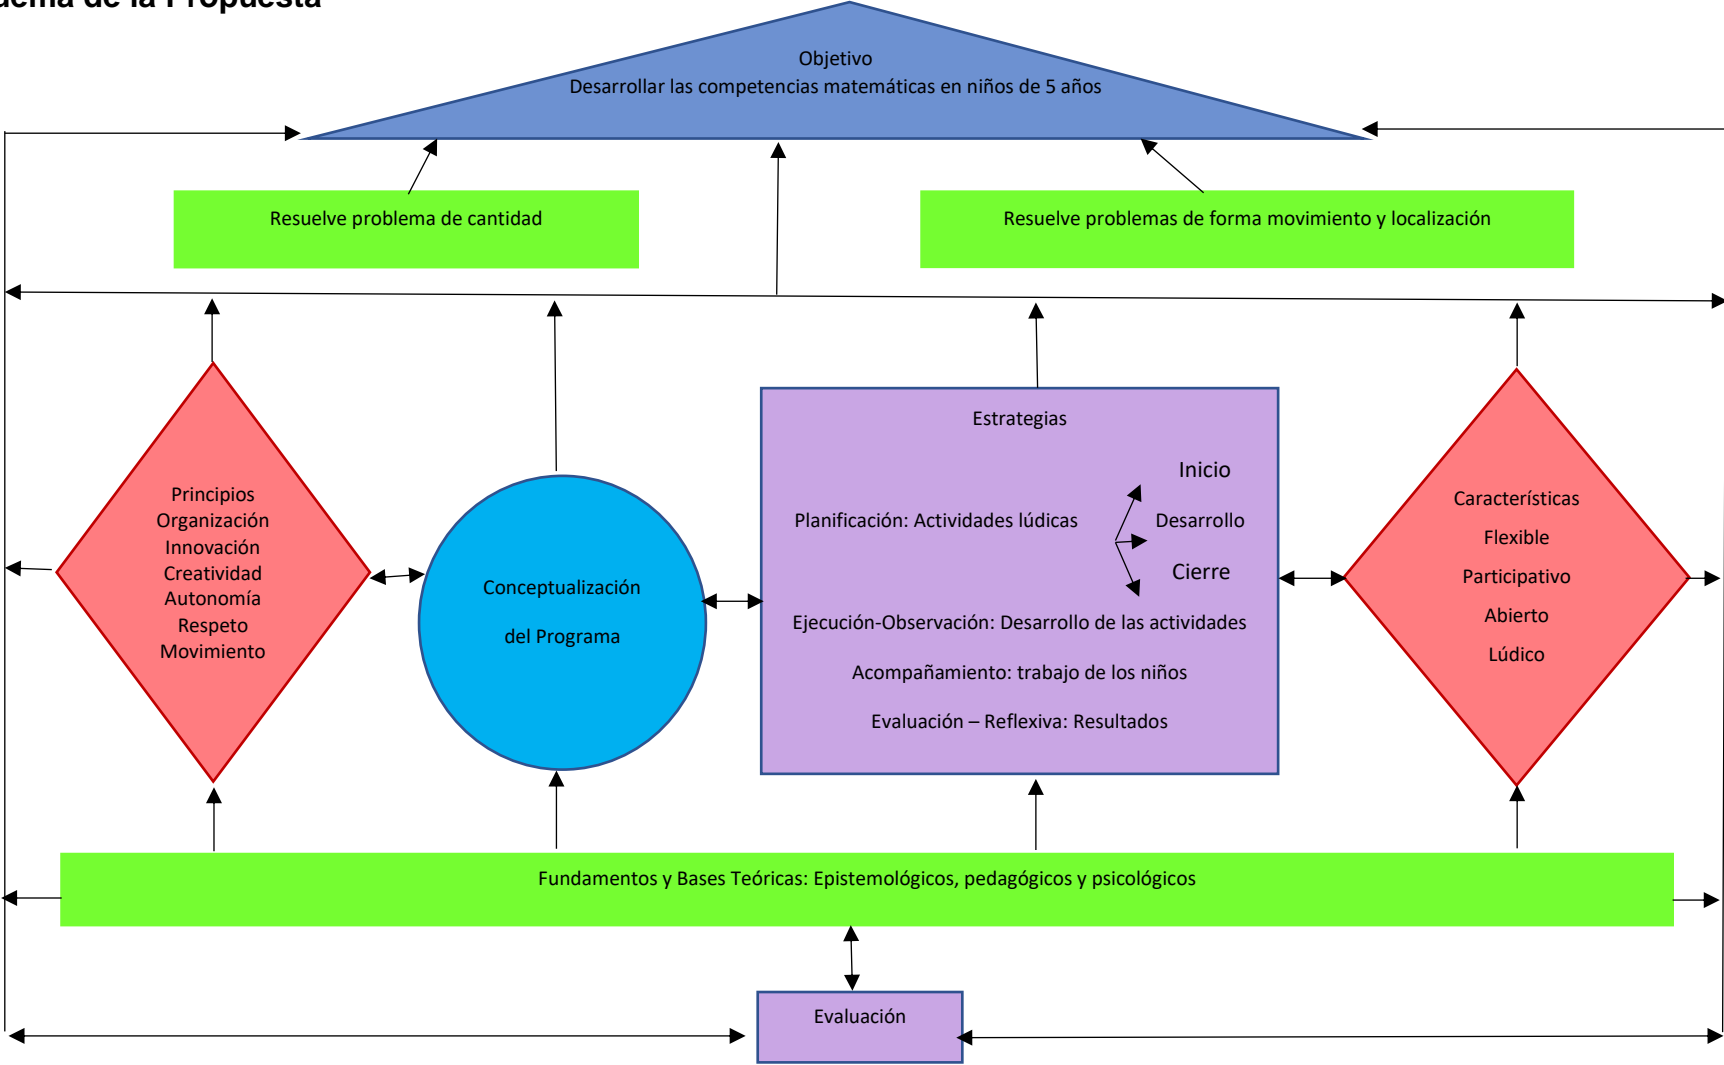 de la Propuesta
Objetivo
Desarrollar las competencias matemáticas en niños de 5 años
Resuelve problema de cantidad
Resuelve problemas de forma movimiento y localización
Principios
Organización
Innovación
Creatividad
Autonomía
Respeto
Movimiento
Conceptualización
del Programa
Estrategias
Inicio
Planificación: Actividades lúdicas
Desarrollo
Cierre
Ejecución-Observación: Desarrollo de las actividades
Acompañamiento: trabajo de los niños
Evaluación – Reflexiva: Resultados
Características
Flexible
Participativo
Abierto
Lúdico
Fundamentos y Bases Teóricas: Epistemológicos, pedagógicos y psicológicos
Evaluación